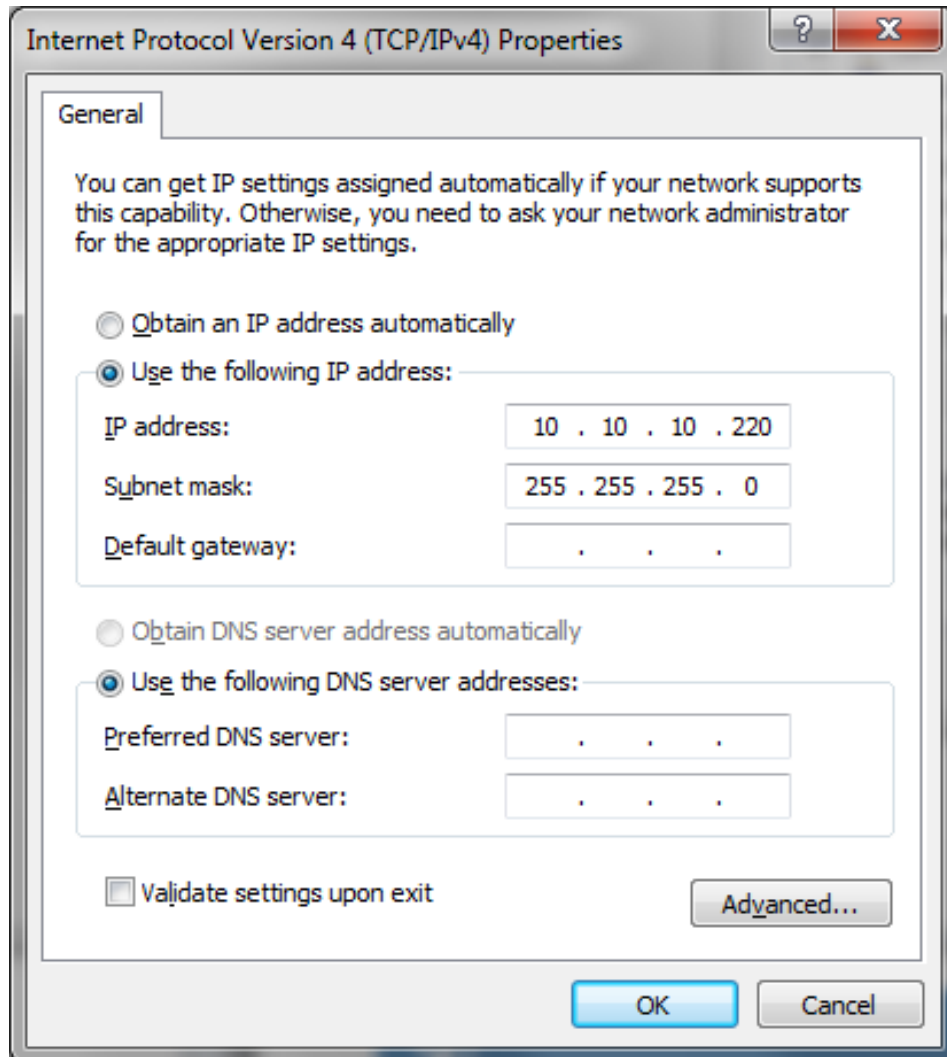 Internet Protocol Version 4 (TCP/IPv4) Properties
General
You can get IP settings assigned automatically if your network supports
this capability. Otherwise, you need to ask your network administrator
for the appropriate IP settings.
Obtain an IP address automatically
Use the following IP address:
IP address: 10 . 10 . 10 . 220
Subnet mask: 255 . 255 . 255 . 0
Default gateway: . . .
Obtain DNS server address automatically
Use the following DNS server addresses:
Preferred DNS server: . . .
Alternate DNS server: . . .
Validate settings upon exit
Advanced...
OK Cancel